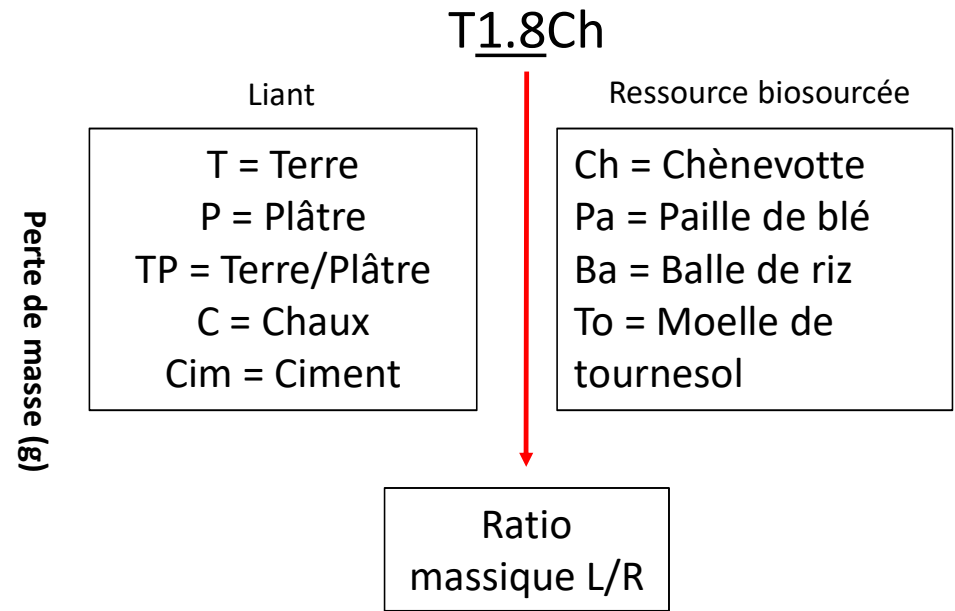 T1.8Ch
Liant
T = Terre
P = Plâtre
TP = Terre/Plâtre
C = Chaux
Cim = Ciment
Ressource biosourcée
Ch = Chènevotte
Pa = Paille de blé
Ba = Balle de riz
To = Moelle de
tournesol
Perte de masse (g)
Ratio
massique L/R